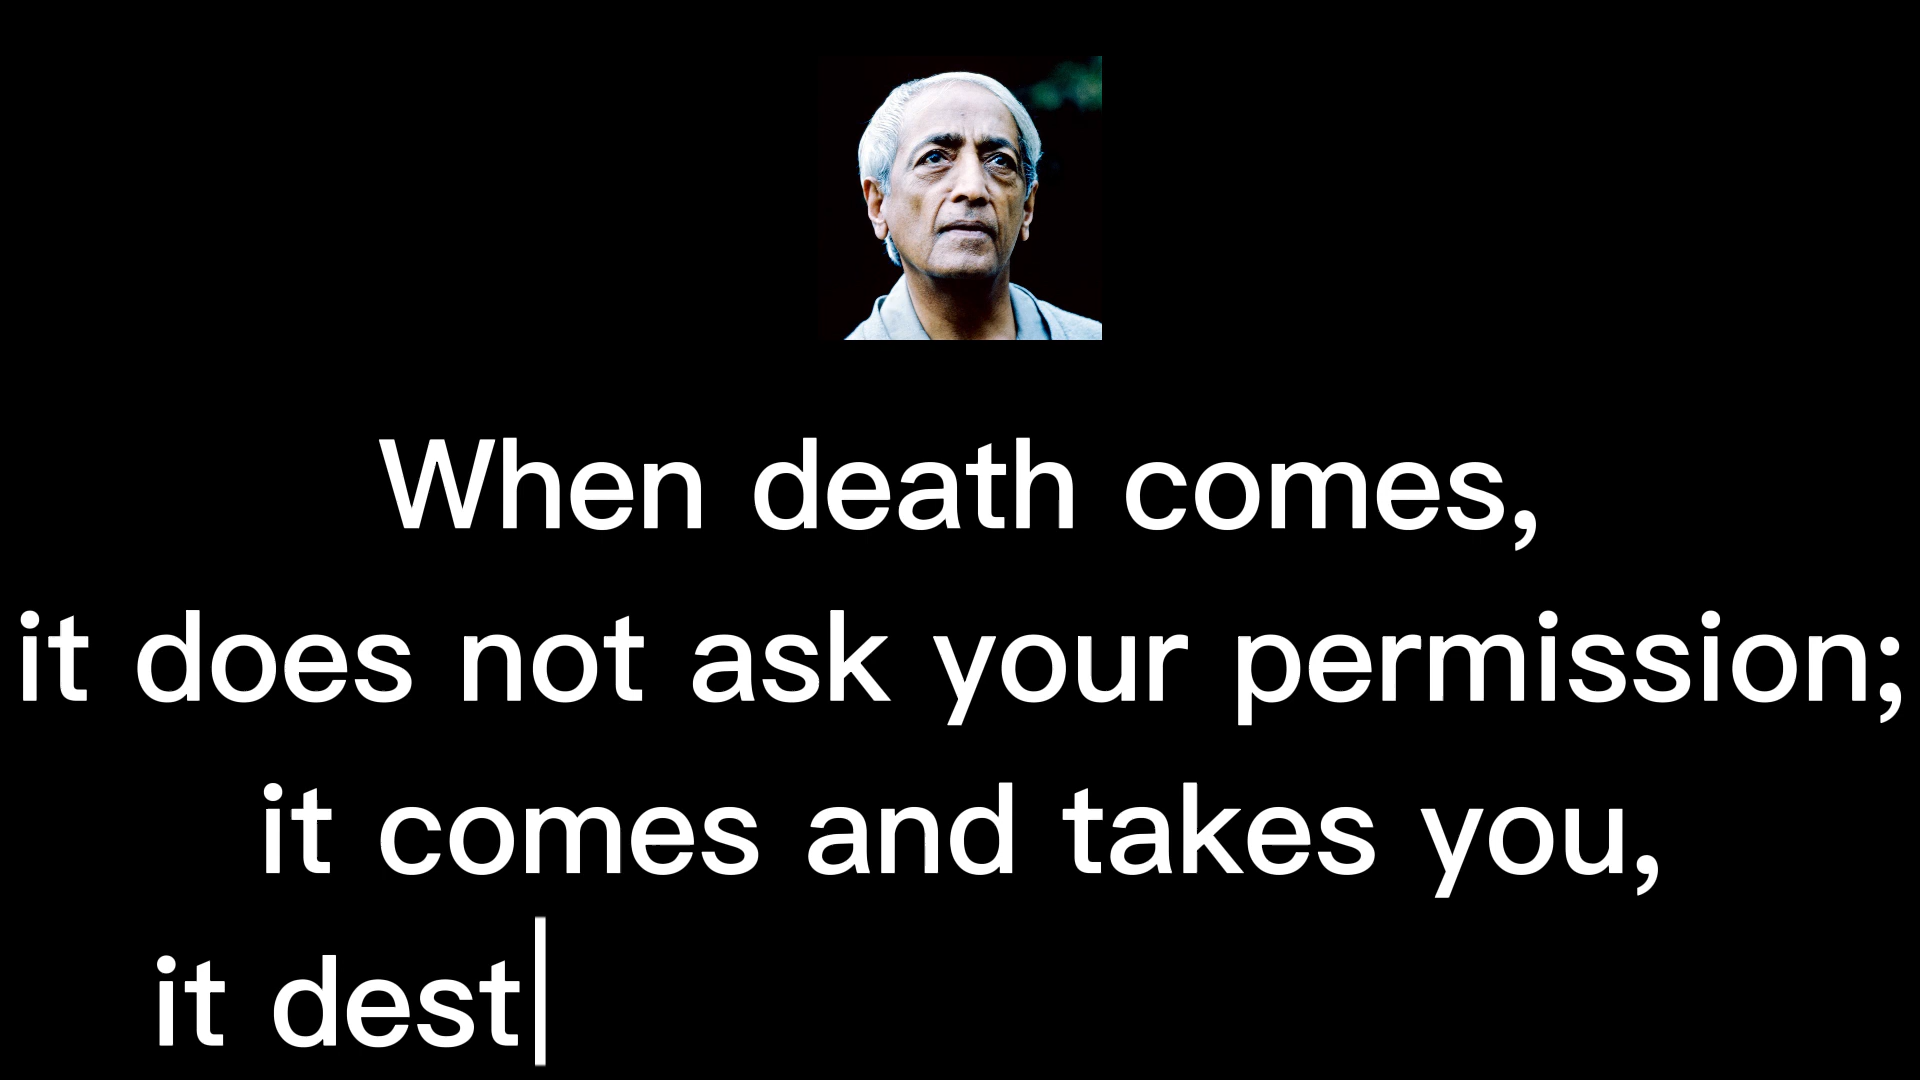 When death comes,
it does not ask your permission;
it comes and takes you,
it dest